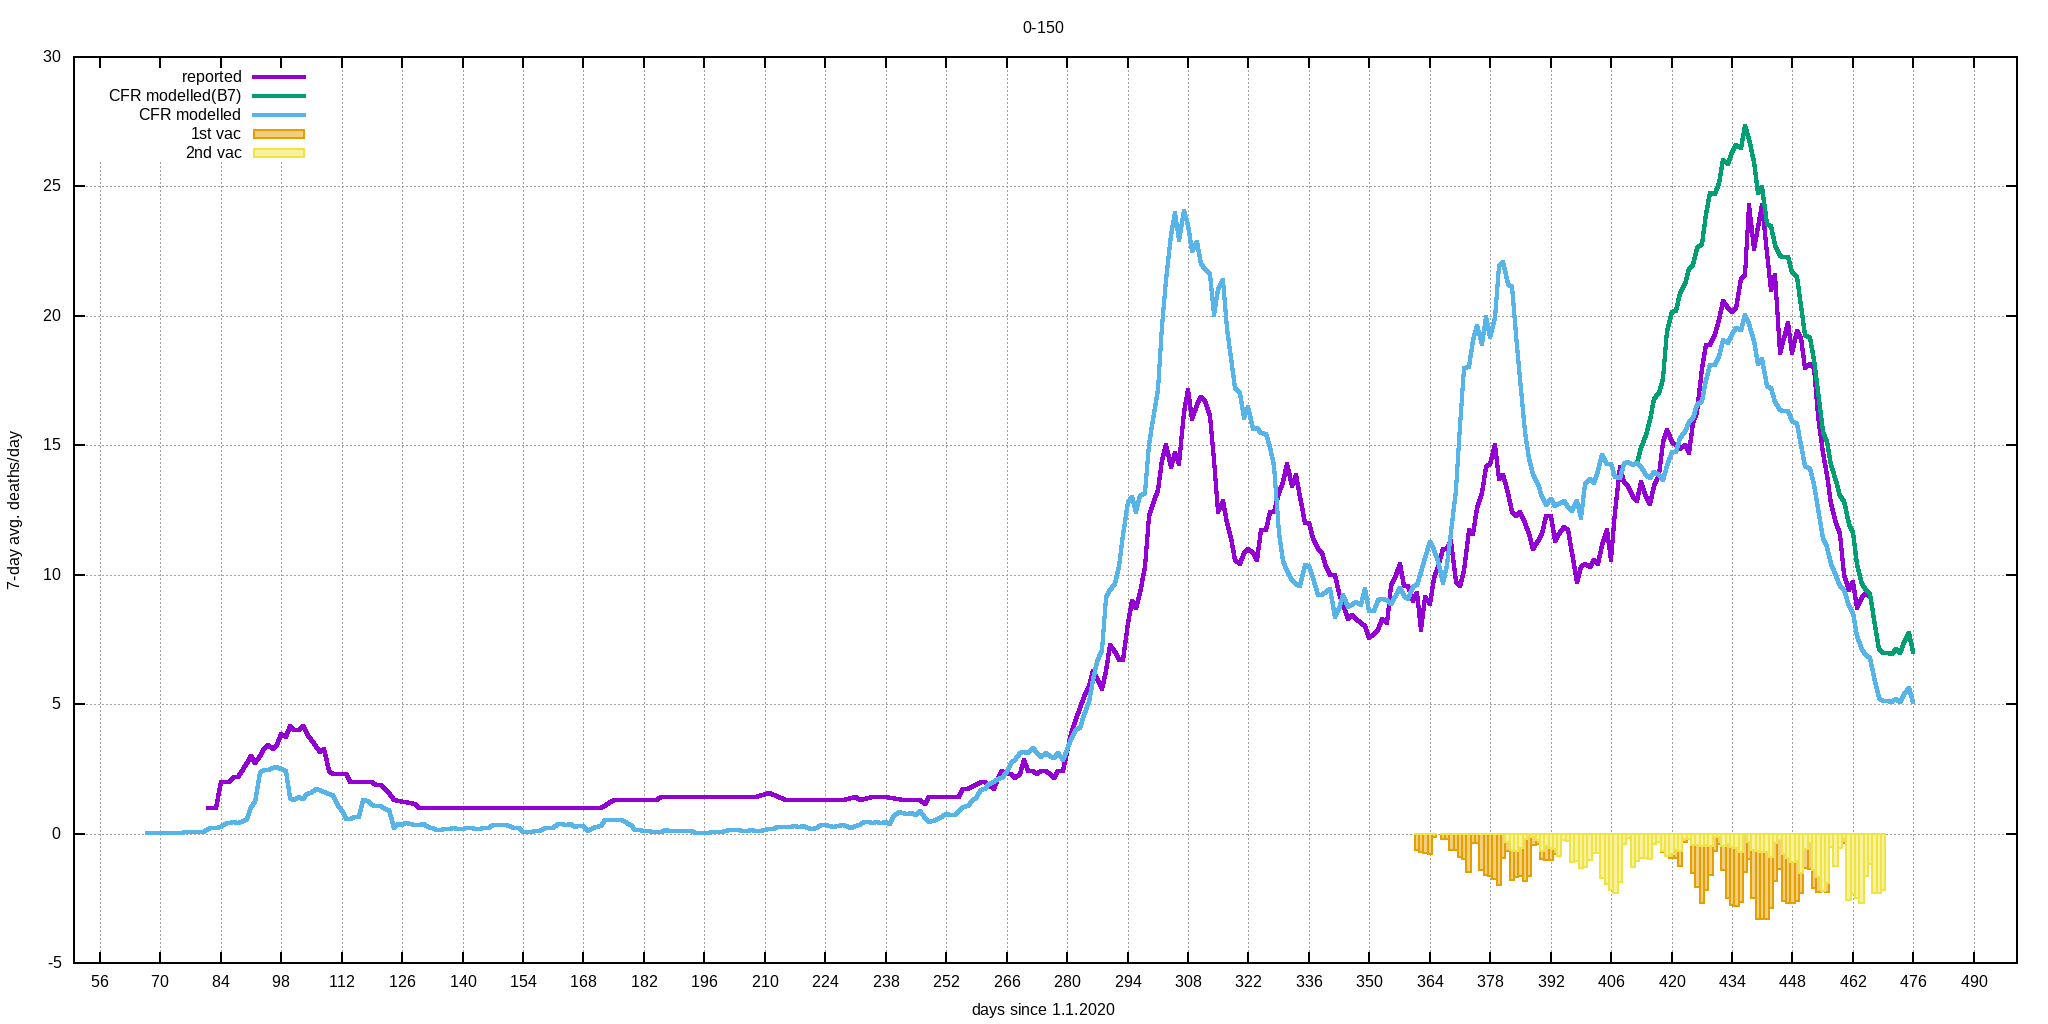 0-150
reported
CFR modelled(B7)
CFR modelled
1st vac
2nd vac
30
25
20
15
10
5
0
-5
7-day avg. deaths/day
56 70 84 98 112 126 140 154 168 182 196 210 224 238 252 266 280 294 308 322 336 350 364 378 392 406 420 434 448 462 476 490
days since 1.1.2020